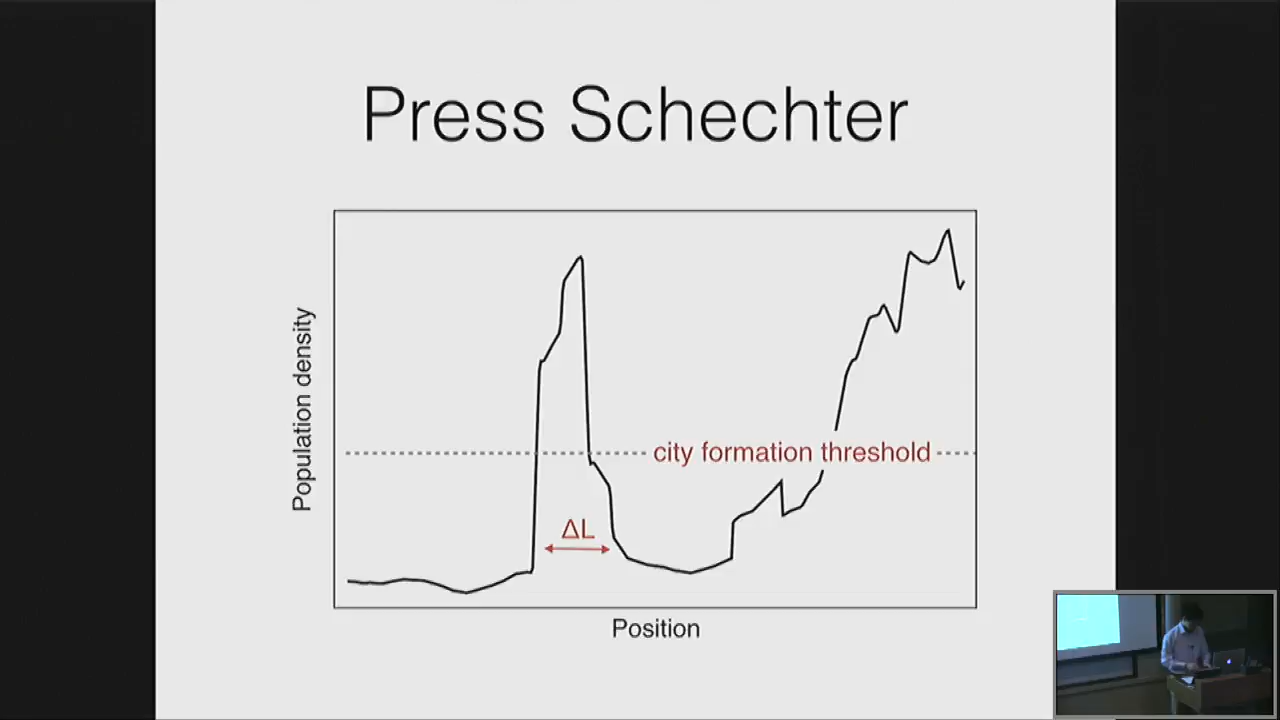 Press Schechter
Population density
city formation threshold
ΔL
Position